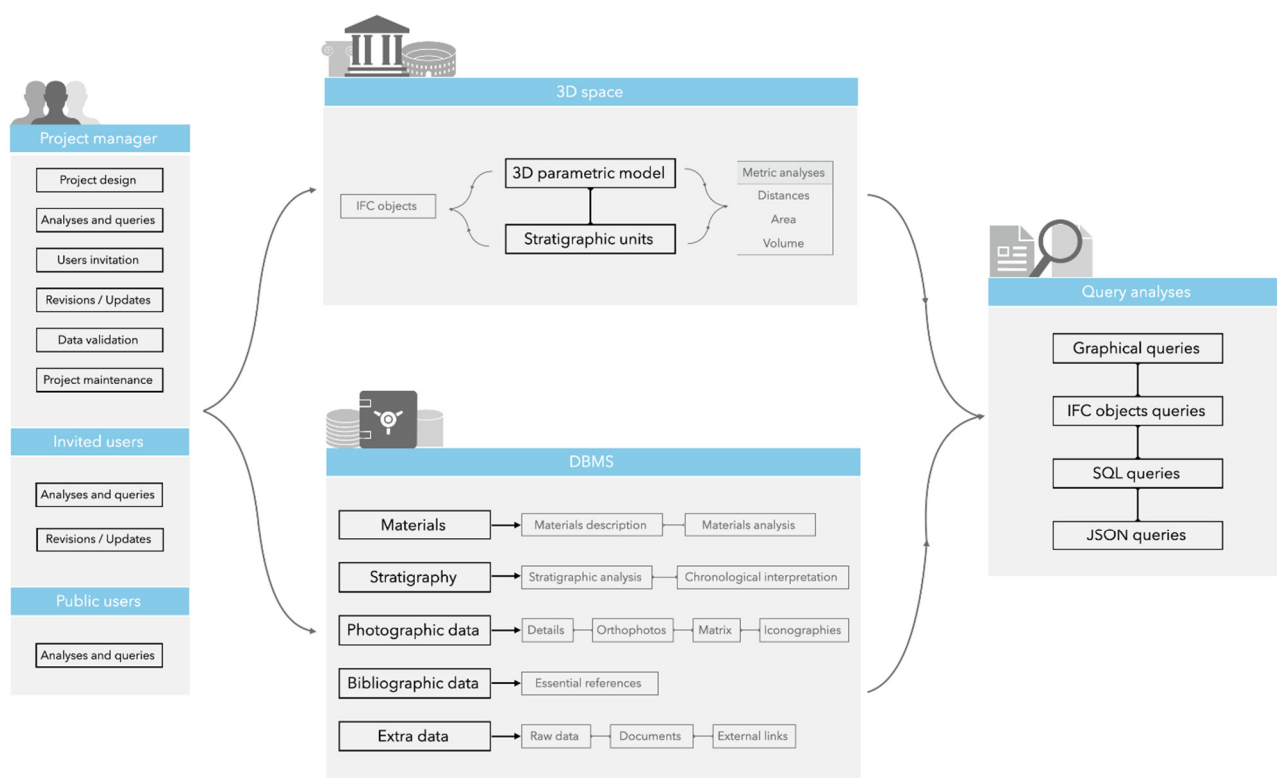 Project manager
Project design
Analyses and queries
Users invitation
Revisions / Updates
Data validation
Project maintenance
Invited users
Analyses and queries
Revisions / Updates
Public users
Analyses and queries
3D space
IFC objects
3D parametric model
Stratigraphic units
Metric analyses
Distances
Area
Volume
DBMS
Materials
Materials description
Materials analysis
Stratigraphy
Stratigraphic analysis
Chronological interpretation
Photographic data
Details
Orthophotos
Matrix
Iconographies
Bibliographic data
Essential references
Extra data
Raw data
Documents
External links
Query analyses
Graphical queries
IFC objects queries
SQL queries
JSON queries